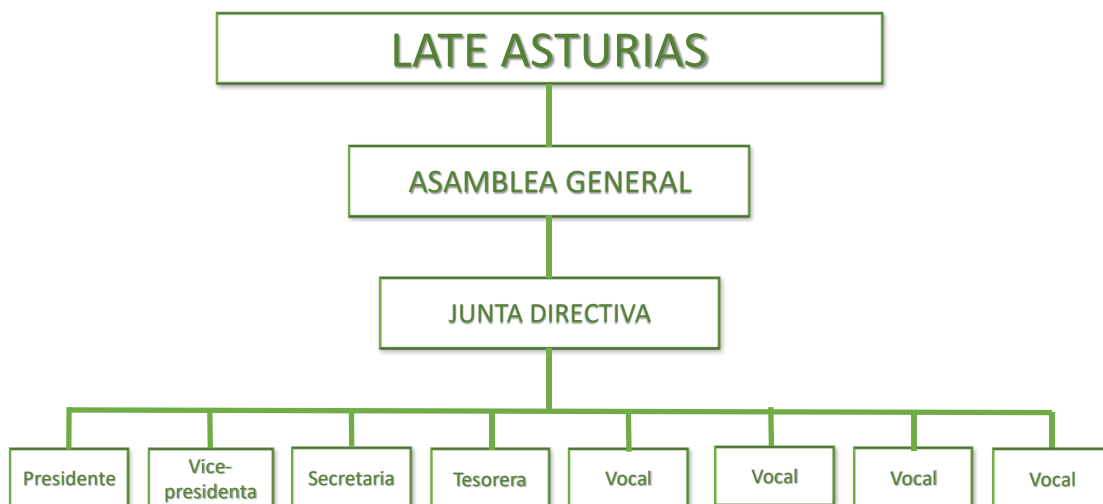 LATE ASTURIAS
ASAMBLEA GENERAL
JUNTA DIRECTIVA
Presidente
Vice-
presidenta
Secretaria
Tesorera
Vocal
Vocal
Vocal
Vocal